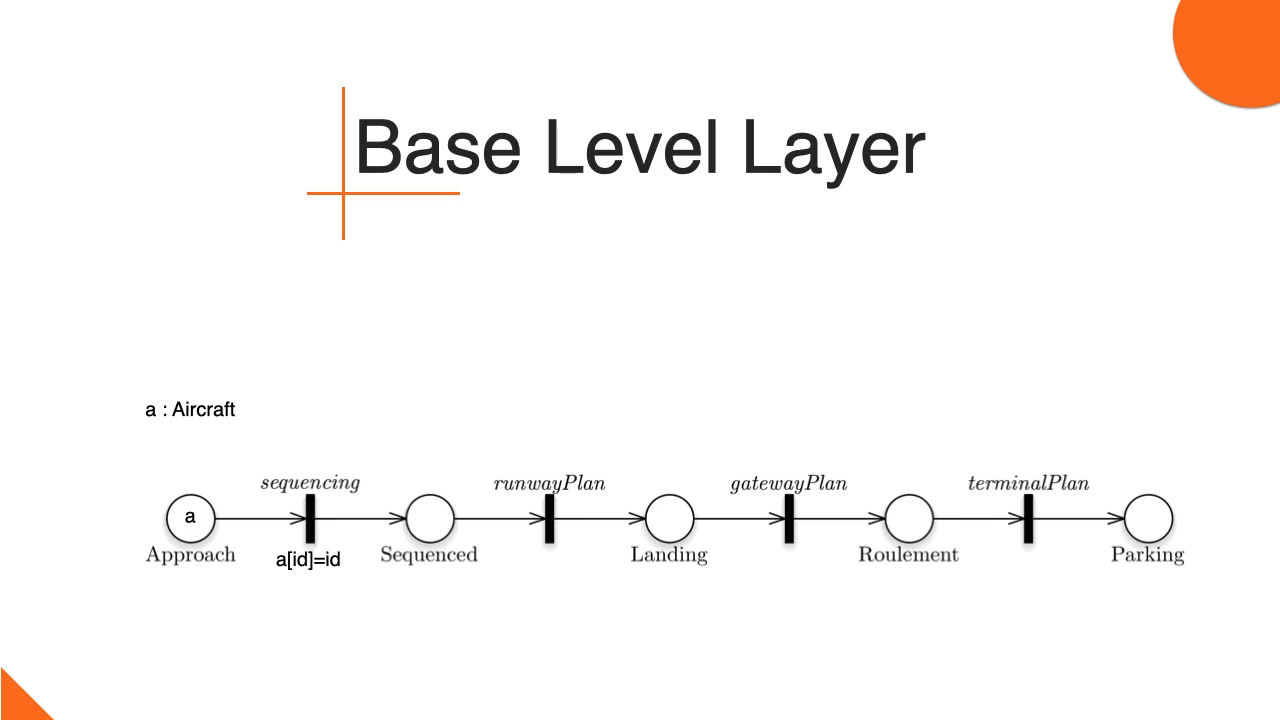 Base Level Layer
a : Aircraft
sequencing runwayPlan gatewayPlan terminalPlan
a
Approach a[id]=id Sequenced Landing Roulement Parking